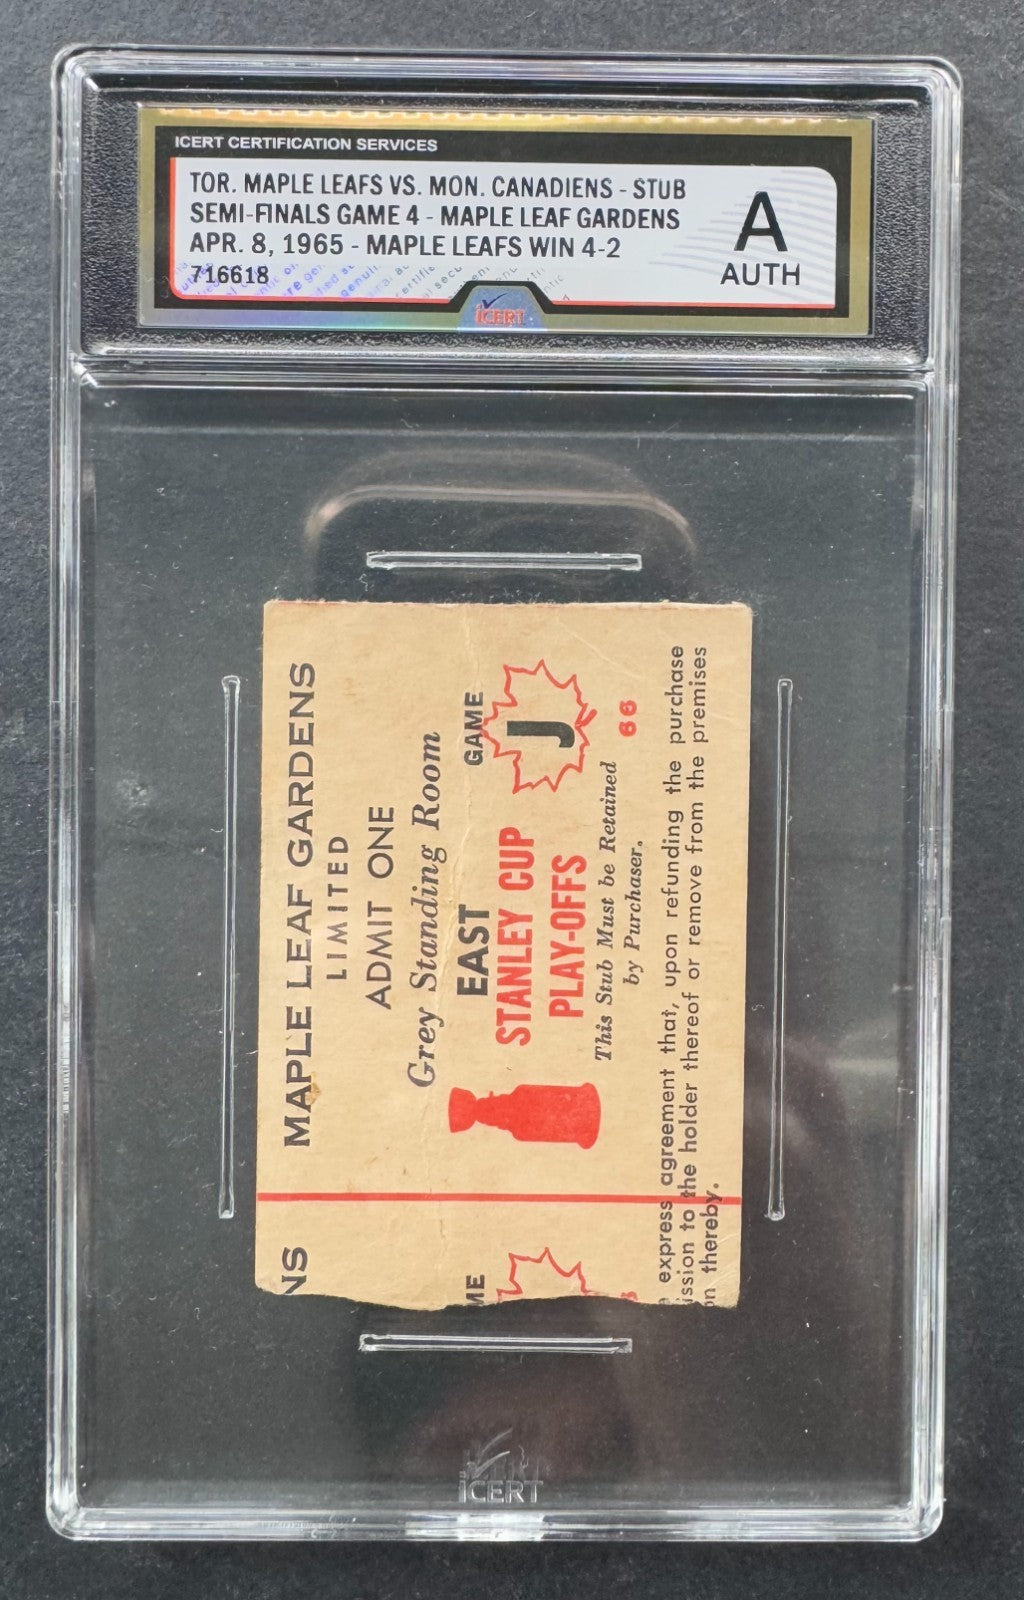 ICERT CERTIFICATION SERVICES
TOR. MAPLE LEAFS VS. MON. CANADIENS - STUB
SEMI-FINALS GAME 4 - MAPLE LEAF GARDENS
APR. 8, 1965 - MAPLE LEAFS WIN 4-2
716618
A
AUTH
iCERT
MAPLE LEAF GARDENS
LIMITED
ADMIT ONE
Grey Standing Room
EAST
GAME
J
STANLEY CUP
PLAY-OFFS
66
This Stub Must be Retained
by Purchaser.
express agreement that, upon refunding the purchase
ission to the holder thereof or remove from the premises
on thereby.
NS
ME
iCERT